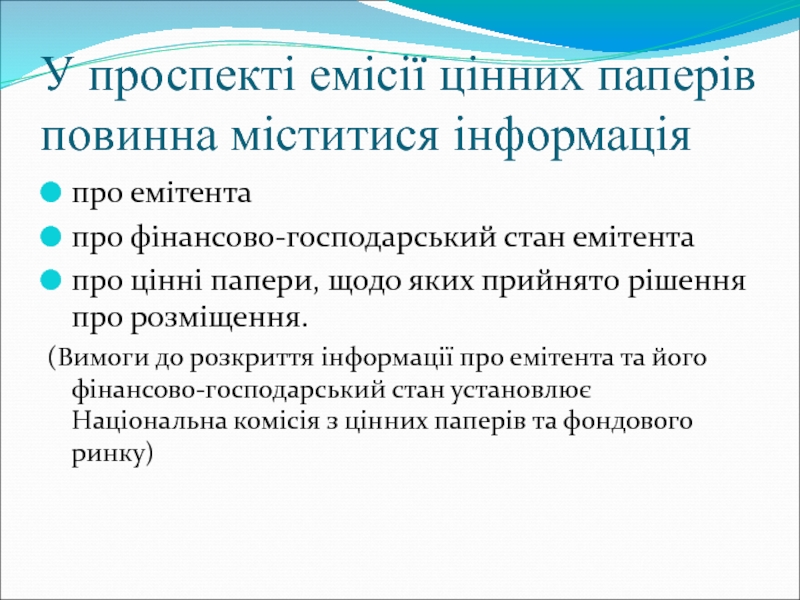 У проспекті емісії цінних паперів
повинна міститися інформація
про емітента
про фінансово-господарський стан емітента
про цінні папери, щодо яких прийнято рішення
про розміщення.
(Вимоги до розкриття інформації про емітента та його
фінансово-господарський стан установлює
Національна комісія з цінних паперів та фондового
ринку)